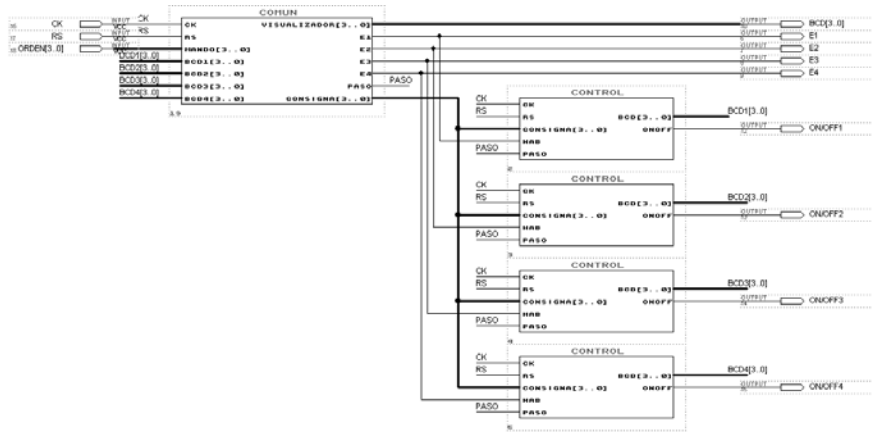 COMUN
CK INPUT VCC CK
RS INPUT VCC RS
ORDEN[3..0] INPUT VCC
BCD1[3..0]
BCD2[3..0]
BCD3[3..0]
BCD4[3..0]
CK VISUALIZADOR[3..0]
RS E1
MANDO[3..0] E2
BCD1[3..0] E3
BCD2[3..0] E4
BCD3[3..0] PASO
BCD4[3..0] CONSIGNA[3..0]
PASO
OUTPUT BCD[3..0]
OUTPUT E1
OUTPUT E2
OUTPUT E3
OUTPUT E4
CONTROL
CK CK
RS RS BCD[3..0] BCD1[3..0]
CONSIGNA[3..0] ONOFF OUTPUT ON/OFF1
HAB
PASO PASO
2
CONTROL
CK CK
RS RS BCD[3..0] BCD2[3..0]
CONSIGNA[3..0] ONOFF OUTPUT ON/OFF2
HAB
PASO PASO
3
CONTROL
CK CK
RS RS BCD[3..0] BCD3[3..0]
CONSIGNA[3..0] ONOFF OUTPUT ON/OFF3
HAB
PASO PASO
4
CONTROL
CK CK
RS RS BCD[3..0] BCD4[3..0]
CONSIGNA[3..0] ONOFF OUTPUT ON/OFF4
HAB
PASO PASO